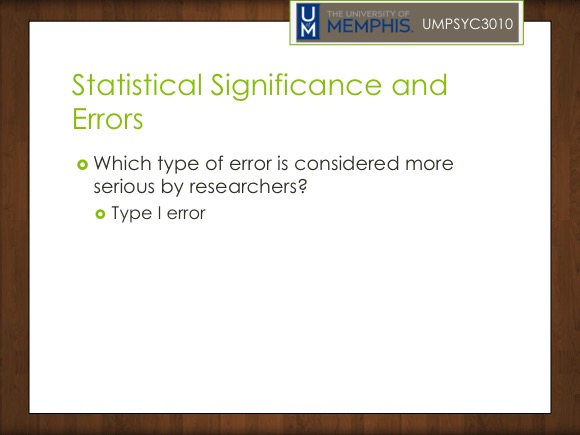 UM
THE UNIVERSITY OF
MEMPHIS.
UMPSYC3010
Statistical Significance and
Errors
Which type of error is considered more
serious by researchers?
Type I error